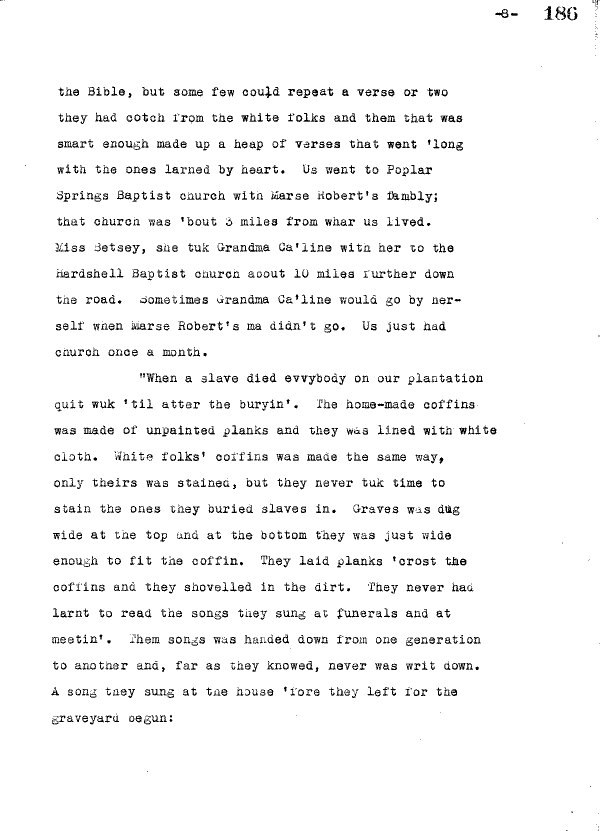 -8- 186
the Bible, but some few could repeat a verse or two
they had cotch from the white folks and them that was
smart enough made up a heap of verses that went 'long
with the ones larned by heart. Us went to Poplar
Springs Baptist church with Marse Robert's fambly;
that church was 'bout 3 miles from whar us lived.
Miss Betsey, she tuk Grandma Ca'line with her to the
Hardshell Baptist church about 10 miles further down
the road. Sometimes Grandma Ca'line would go by her-
self when Marse Robert's ma didn't go. Us just had
church once a month.
"When a slave died evvybody on our plantation
quit wuk 'til atter the buryin'. The home-made coffins
was made of unpainted planks and they was lined with white
cloth. White folks' coffins was made the same way,
only theirs was stained, but they never tuk time to
stain the ones they buried slaves in. Graves was dug
wide at the top and at the bottom they was just wide
enough to fit the coffin. They laid planks 'crost the
coffins and they shovelled in the dirt. They never had
larnt to read the songs they sung at funerals and at
meetin'. Them songs was handed down from one generation
to another and, far as they knowed, never was writ down.
A song they sung at the house 'fore they left for the
graveyard begun: